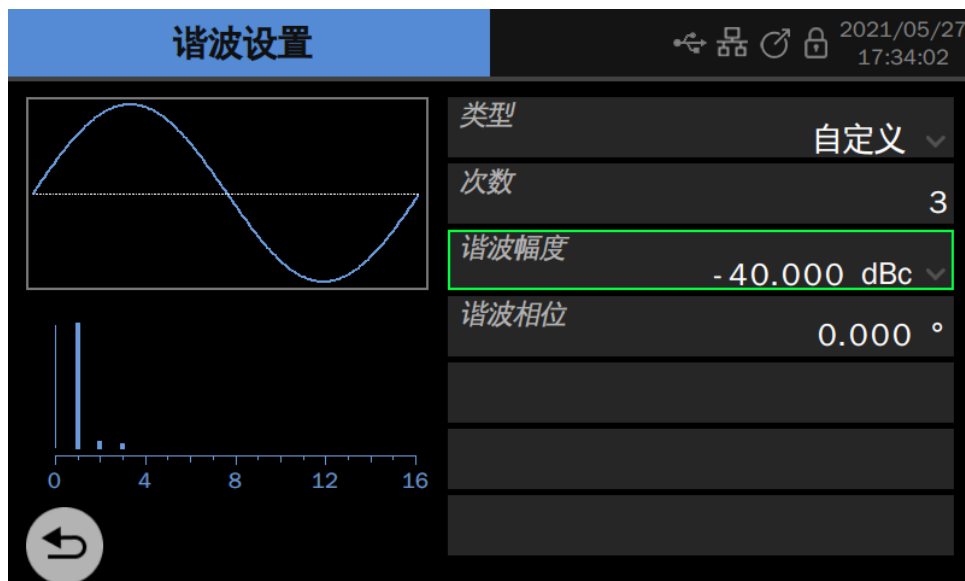 谐波设置
2021/05/27
17:34:02
类型
自定义
次数
3
谐波幅度
-40.000 dBc
谐波相位
0.000 °
0 4 8 12 16